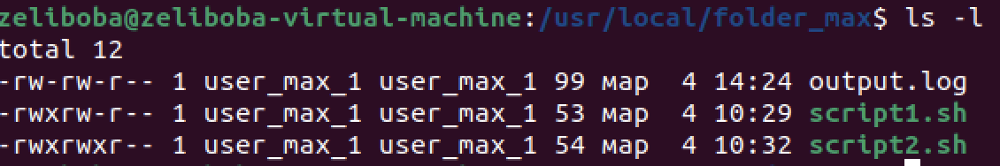 zeliboba@zeliboba-virtual-machine:/usr/local/folder_max$ ls -l
total 12
-rw-rw-r-- 1 user_max_1 user_max_1 99 мар  4 14:24 output.log
-rwxrw-r-- 1 user_max_1 user_max_1 53 мар  4 10:29 script1.sh
-rwxrwxr-- 1 user_max_1 user_max_1 54 мар  4 10:32 script2.sh